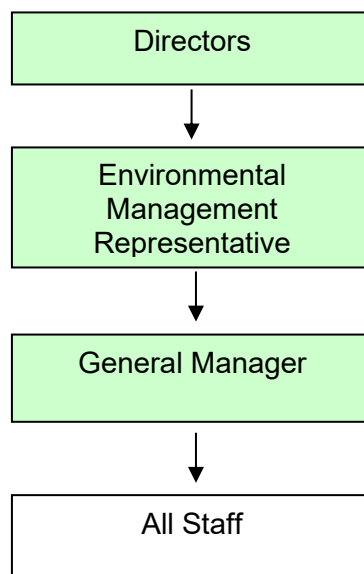 Directors
Environmental
Management
Representative
General Manager
All Staff